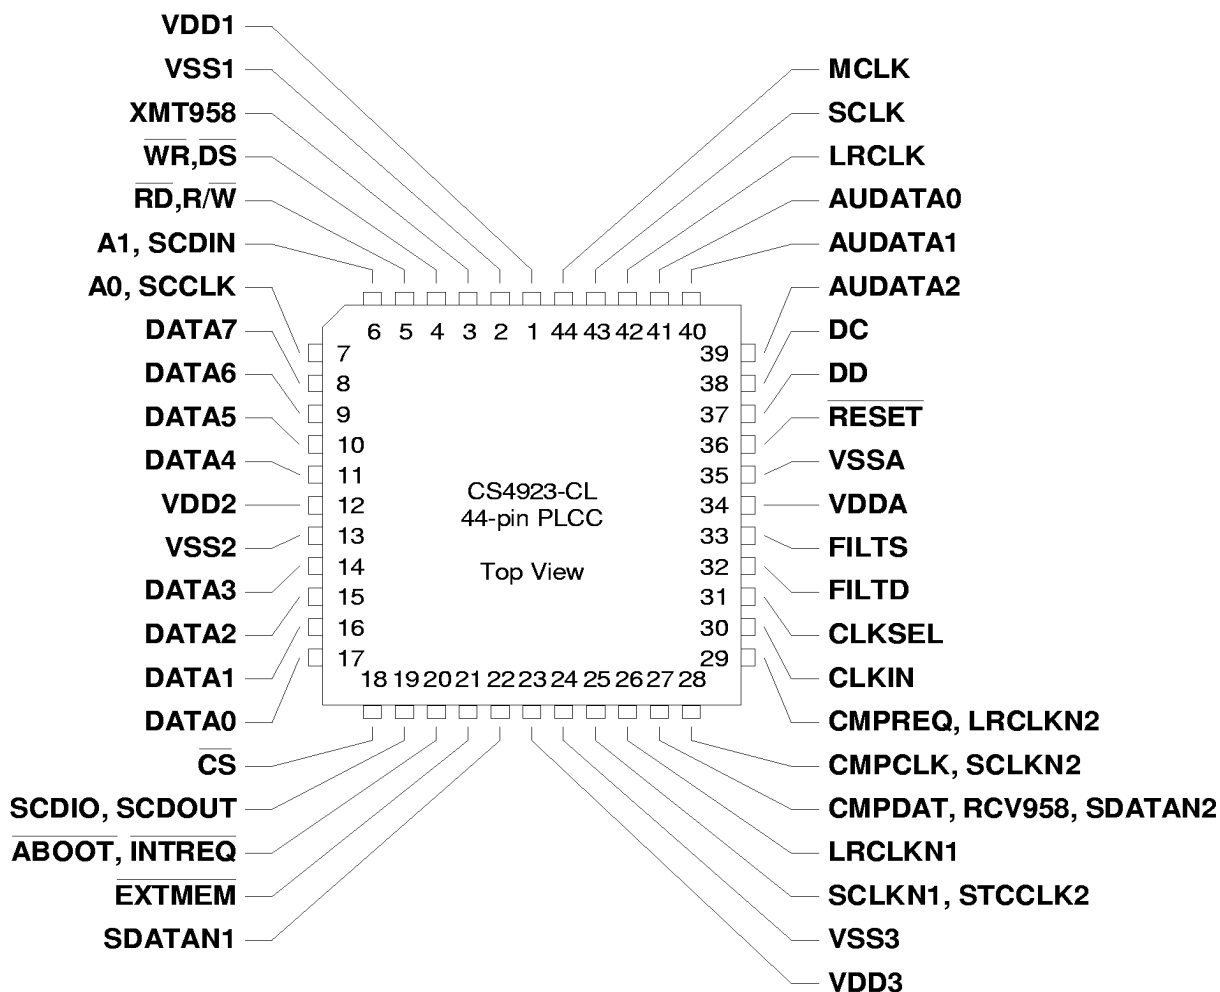 VDD1
VSS1
XMT958
WR,DS
RD,R/W
A1, SCDIN
A0, SCCLK
DATA7
DATA6
DATA5
DATA4
VDD2
VSS2
DATA3
DATA2
DATA1
DATA0
CS
SCDIO, SCDOUT
ABOOT, INTREQ
EXTMEM
SDATAN1
MCLK
SCLK
LRCLK
AUDATA0
AUDATA1
AUDATA2
DC
DD
RESET
VSSA
VDDA
FILTS
FILTD
CLKSEL
CLKIN
CMPREQ, LRCLKN2
CMPCLK, SCLKN2
CMPDAT, RCV958, SDATAN2
LRCLKN1
SCLKN1, STCCLK2
VSS3
VDD3
6 5 4 3 2 1 44 43 42 41 40
7
8
9
10
11
12
13
14
15
16
17
39
38
37
36
35
34
33
32
31
30
29
18 19 20 21 22 23 24 25 26 27 28
CS4923-CL
44-pin PLCC
Top View